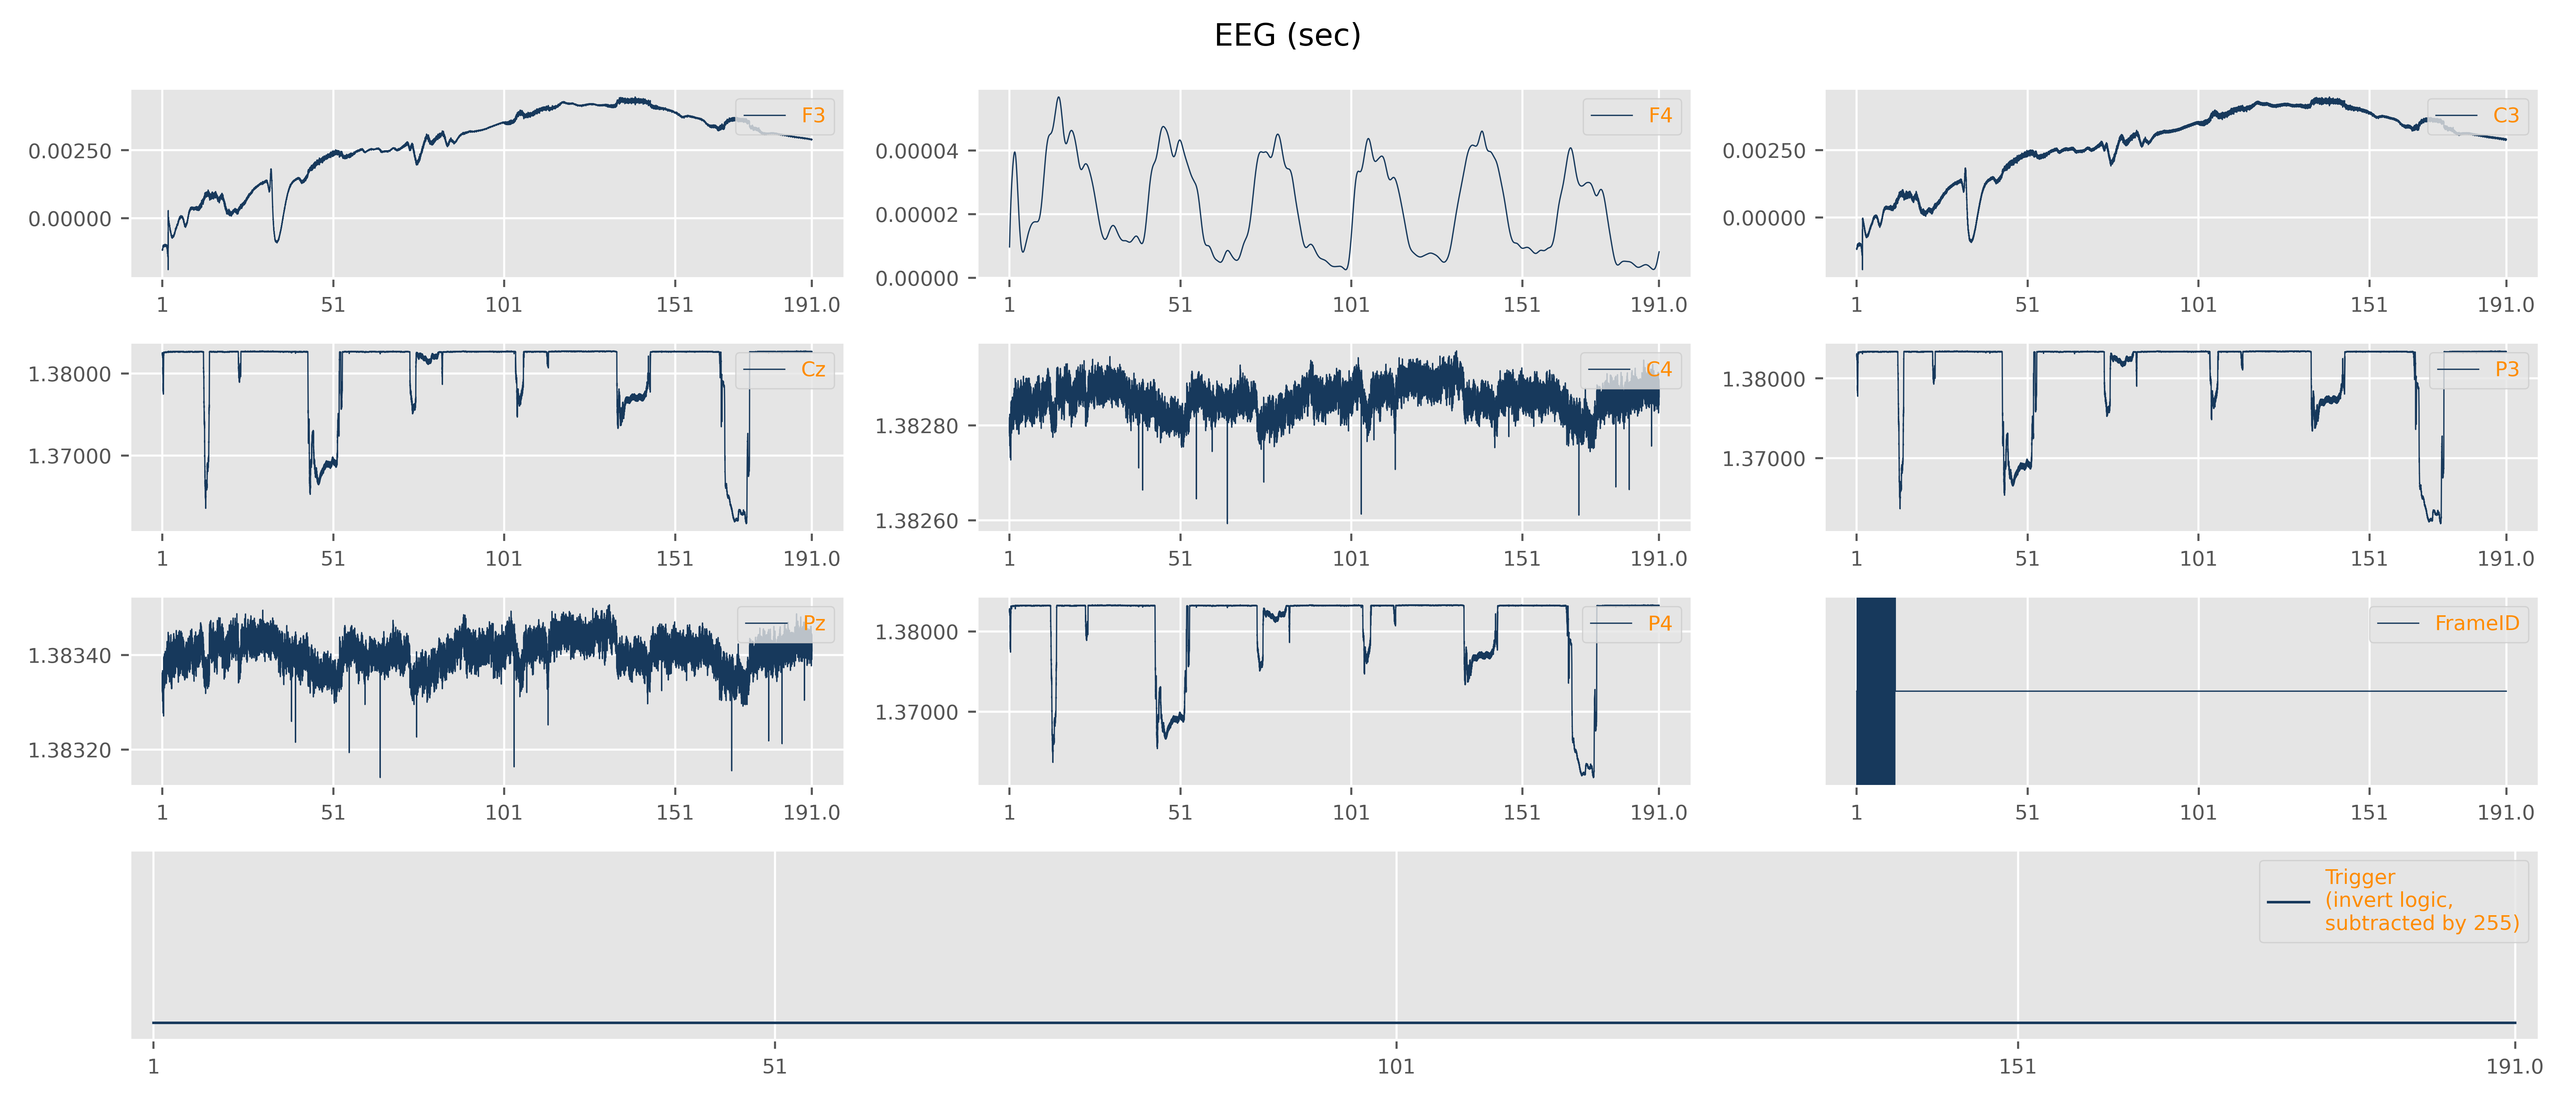 EEG (sec)
F3
0.00250
0.00000
1 51 101 151 191.0
F4
0.00004
0.00002
0.00000
1 51 101 151 191.0
C3
0.00250
0.00000
1 51 101 151 191.0
Cz
1.38000
1.37000
1 51 101 151 191.0
C4
1.38280
1.38260
1 51 101 151 191.0
P3
1.38000
1.37000
1 51 101 151 191.0
Pz
1.38340
1.38320
1 51 101 151 191.0
P4
1.38000
1.37000
1 51 101 151 191.0
FrameID
1 51 101 151 191.0
Trigger
(invert logic,
subtracted by 255)
1 51 101 151 191.0